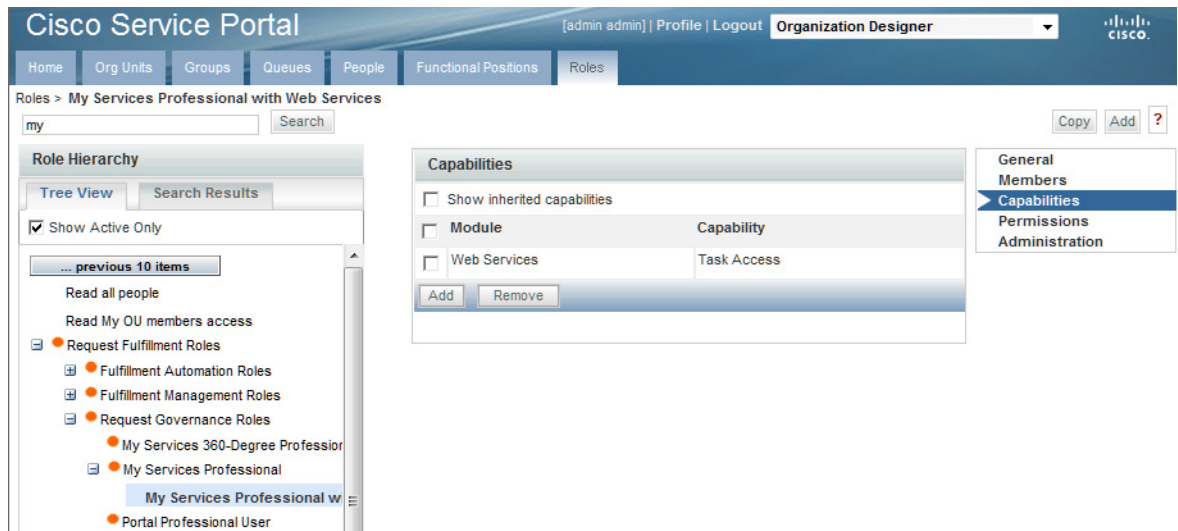 Cisco Service Portal
[admin admin] | Profile | Logout Organization Designer
CISCO.
Home Org Units Groups Queues People Functional Positions Roles
Roles > My Services Professional with Web Services
my Search
Copy Add ?
Role Hierarchy
Tree View Search Results
Show Active Only
... previous 10 items
Read all people
Read My OU members access
Request Fulfillment Roles
Fulfillment Automation Roles
Fulfillment Management Roles
Request Governance Roles
My Services 360-Degree Profession
My Services Professional
My Services Professional wi
Portal Professional User
Capabilities
Show inherited capabilities
Module Capability
Web Services Task Access
Add Remove
General
Members
Capabilities
Permissions
Administration